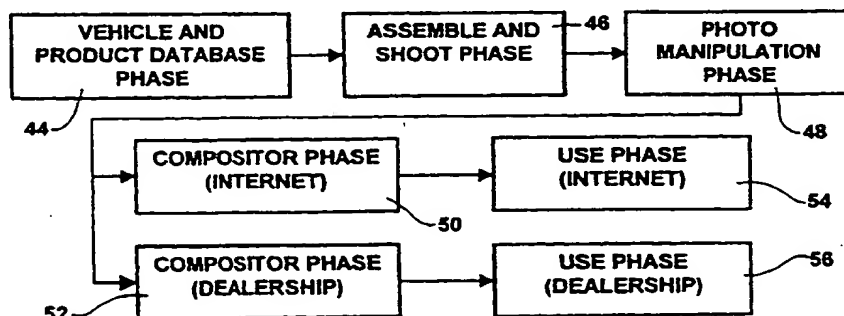 VEHICLE AND
PRODUCT DATABASE
PHASE
44
ASSEMBLE AND
SHOOT PHASE
46
PHOTO
MANIPULATION
PHASE
48
COMPOSITOR PHASE
(INTERNET)
50
USE PHASE
(INTERNET)
54
COMPOSITOR PHASE
(DEALERSHIP)
52
USE PHASE
(DEALERSHIP)
56